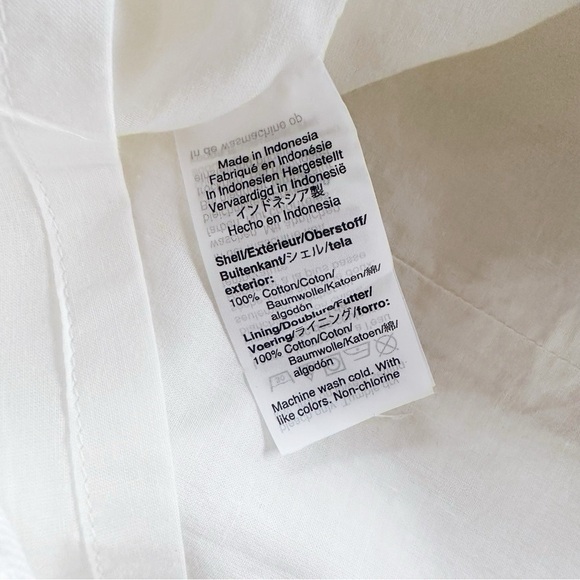 Made in Indonesia
Fabriqué en Indonésie
In Indonesien Hergestellt
Vervaardigd in Indonesië
インドネシア製
Hecho en Indonesia
Shell/Extérieur/Oberstoff/
Buitenkant/シェル/tela
exterior:
100% Cotton/Coton/
Baumwolle/Katoen/綿/
algodón
Lining/Doublure/Futter/
Voering/ライニング/forro:
100% Cotton/Coton/
Baumwolle/Katoen/綿/
algodón
Machine wash cold. With
like colors. Non-chlorine